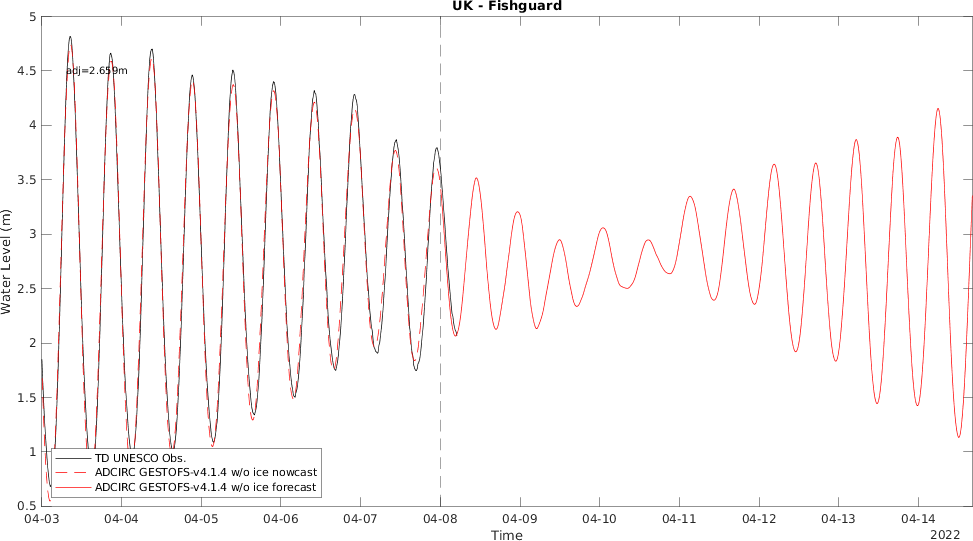 UK - Fishguard
5
4.5
4
3.5
3
2.5
2
1.5
1
0.5
Water Level (m)
adj=2.659m
TD UNESCO Obs.
ADCIRC GESTOFS-v4.1.4 w/o ice nowcast
ADCIRC GESTOFS-v4.1.4 w/o ice forecast
04-03 04-04 04-05 04-06 04-07 04-08 04-09 04-10 04-11 04-12 04-13 04-14
Time
2022